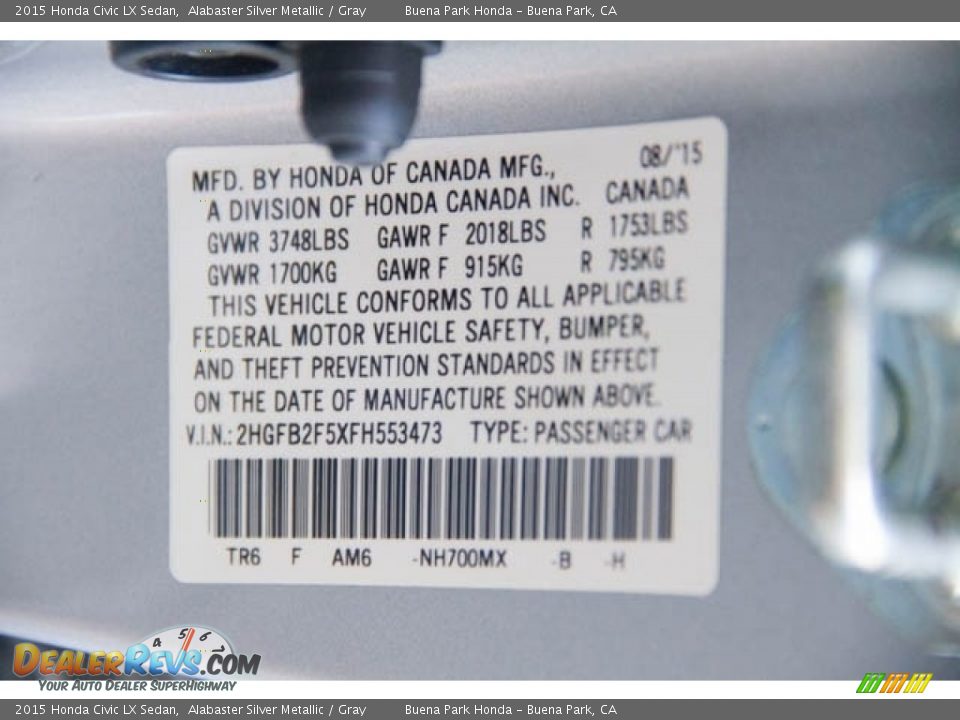 2015 Honda Civic LX Sedan, Alabaster Silver Metallic / Gray Buena Park Honda - Buena Park, CA
08/'15
MFD. BY HONDA OF CANADA MFG.,
A DIVISION OF HONDA CANADA INC. CANADA
GVWR 3748LBS GAWR F 2018LBS R 1753LBS
GVWR 1700KG GAWR F 915KG R 795KG
THIS VEHICLE CONFORMS TO ALL APPLICABLE
FEDERAL MOTOR VEHICLE SAFETY, BUMPER,
AND THEFT PREVENTION STANDARDS IN EFFECT
ON THE DATE OF MANUFACTURE SHOWN ABOVE.
V.I.N.: 2HGFB2F5XFH553473 TYPE: PASSENGER CAR
TR6 F AM6 -NH700MX -B -H
4 5 6
DEALERREVS.COM
YOUR AUTO DEALER SUPERHIGHWAY
2015 Honda Civic LX Sedan, Alabaster Silver Metallic / Gray Buena Park Honda - Buena Park, CA